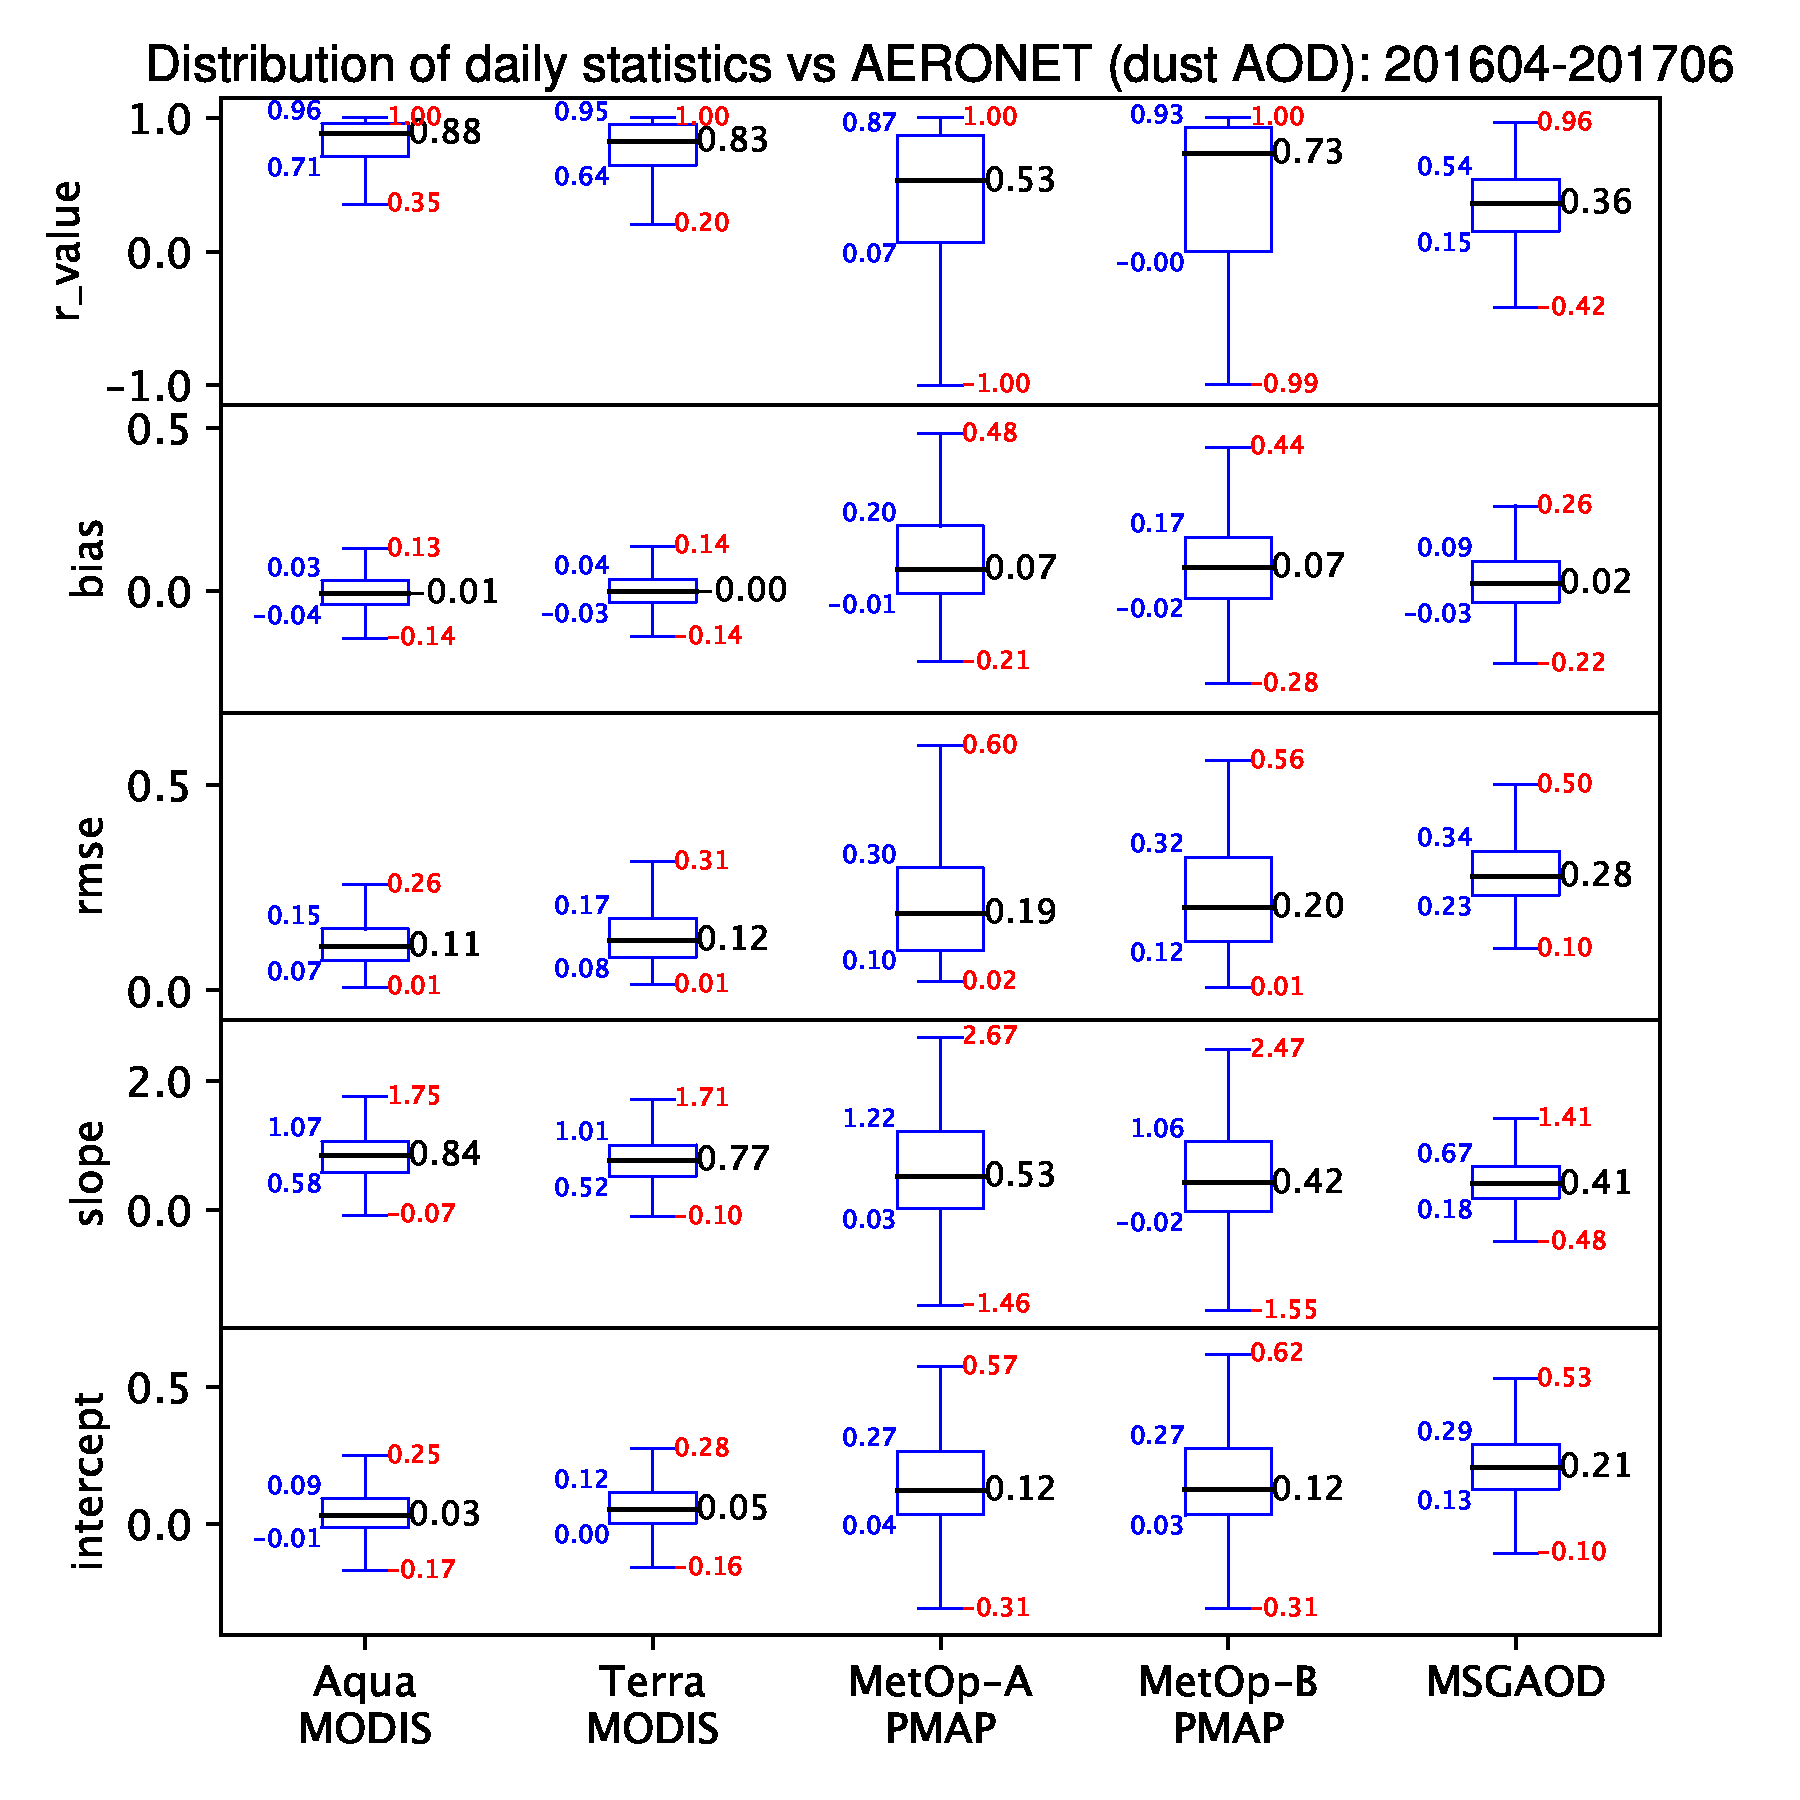 Distribution of daily statistics vs AERONET (dust AOD): 201604-201706
r_value
1.0
0.0
-1.0
0.96 1.00 0.88 0.71 0.35
0.95 1.00 0.83 0.64 0.20
0.87 1.00 0.53 0.07 -1.00
0.93 1.00 0.73 -0.00 -0.99
0.54 0.96 0.36 0.15 -0.42
bias
0.5
0.0
0.03 0.13 -0.01 -0.04 -0.14
0.04 0.14 -0.00 -0.03 -0.14
0.20 0.48 0.07 -0.01 -0.21
0.17 0.44 0.07 -0.02 -0.28
0.09 0.26 0.02 -0.03 -0.22
rmse
0.5
0.0
0.15 0.26 0.11 0.07 0.01
0.17 0.31 0.12 0.08 0.01
0.30 0.60 0.19 0.10 0.02
0.32 0.56 0.20 0.12 0.01
0.34 0.50 0.28 0.23 0.10
slope
2.0
0.0
1.07 1.75 0.84 0.58 -0.07
1.01 1.71 0.77 0.52 -0.10
1.22 2.67 0.53 0.03 -1.46
1.06 2.47 0.42 -0.02 -1.55
0.67 1.41 0.41 0.18 -0.48
intercept
0.5
0.0
0.09 0.25 0.03 -0.01 -0.17
0.12 0.28 0.05 0.00 -0.16
0.27 0.57 0.12 0.04 -0.31
0.27 0.62 0.12 0.03 -0.31
0.29 0.53 0.21 0.13 -0.10
Aqua
MODIS
Terra
MODIS
MetOp-A
PMAP
MetOp-B
PMAP
MSGAOD